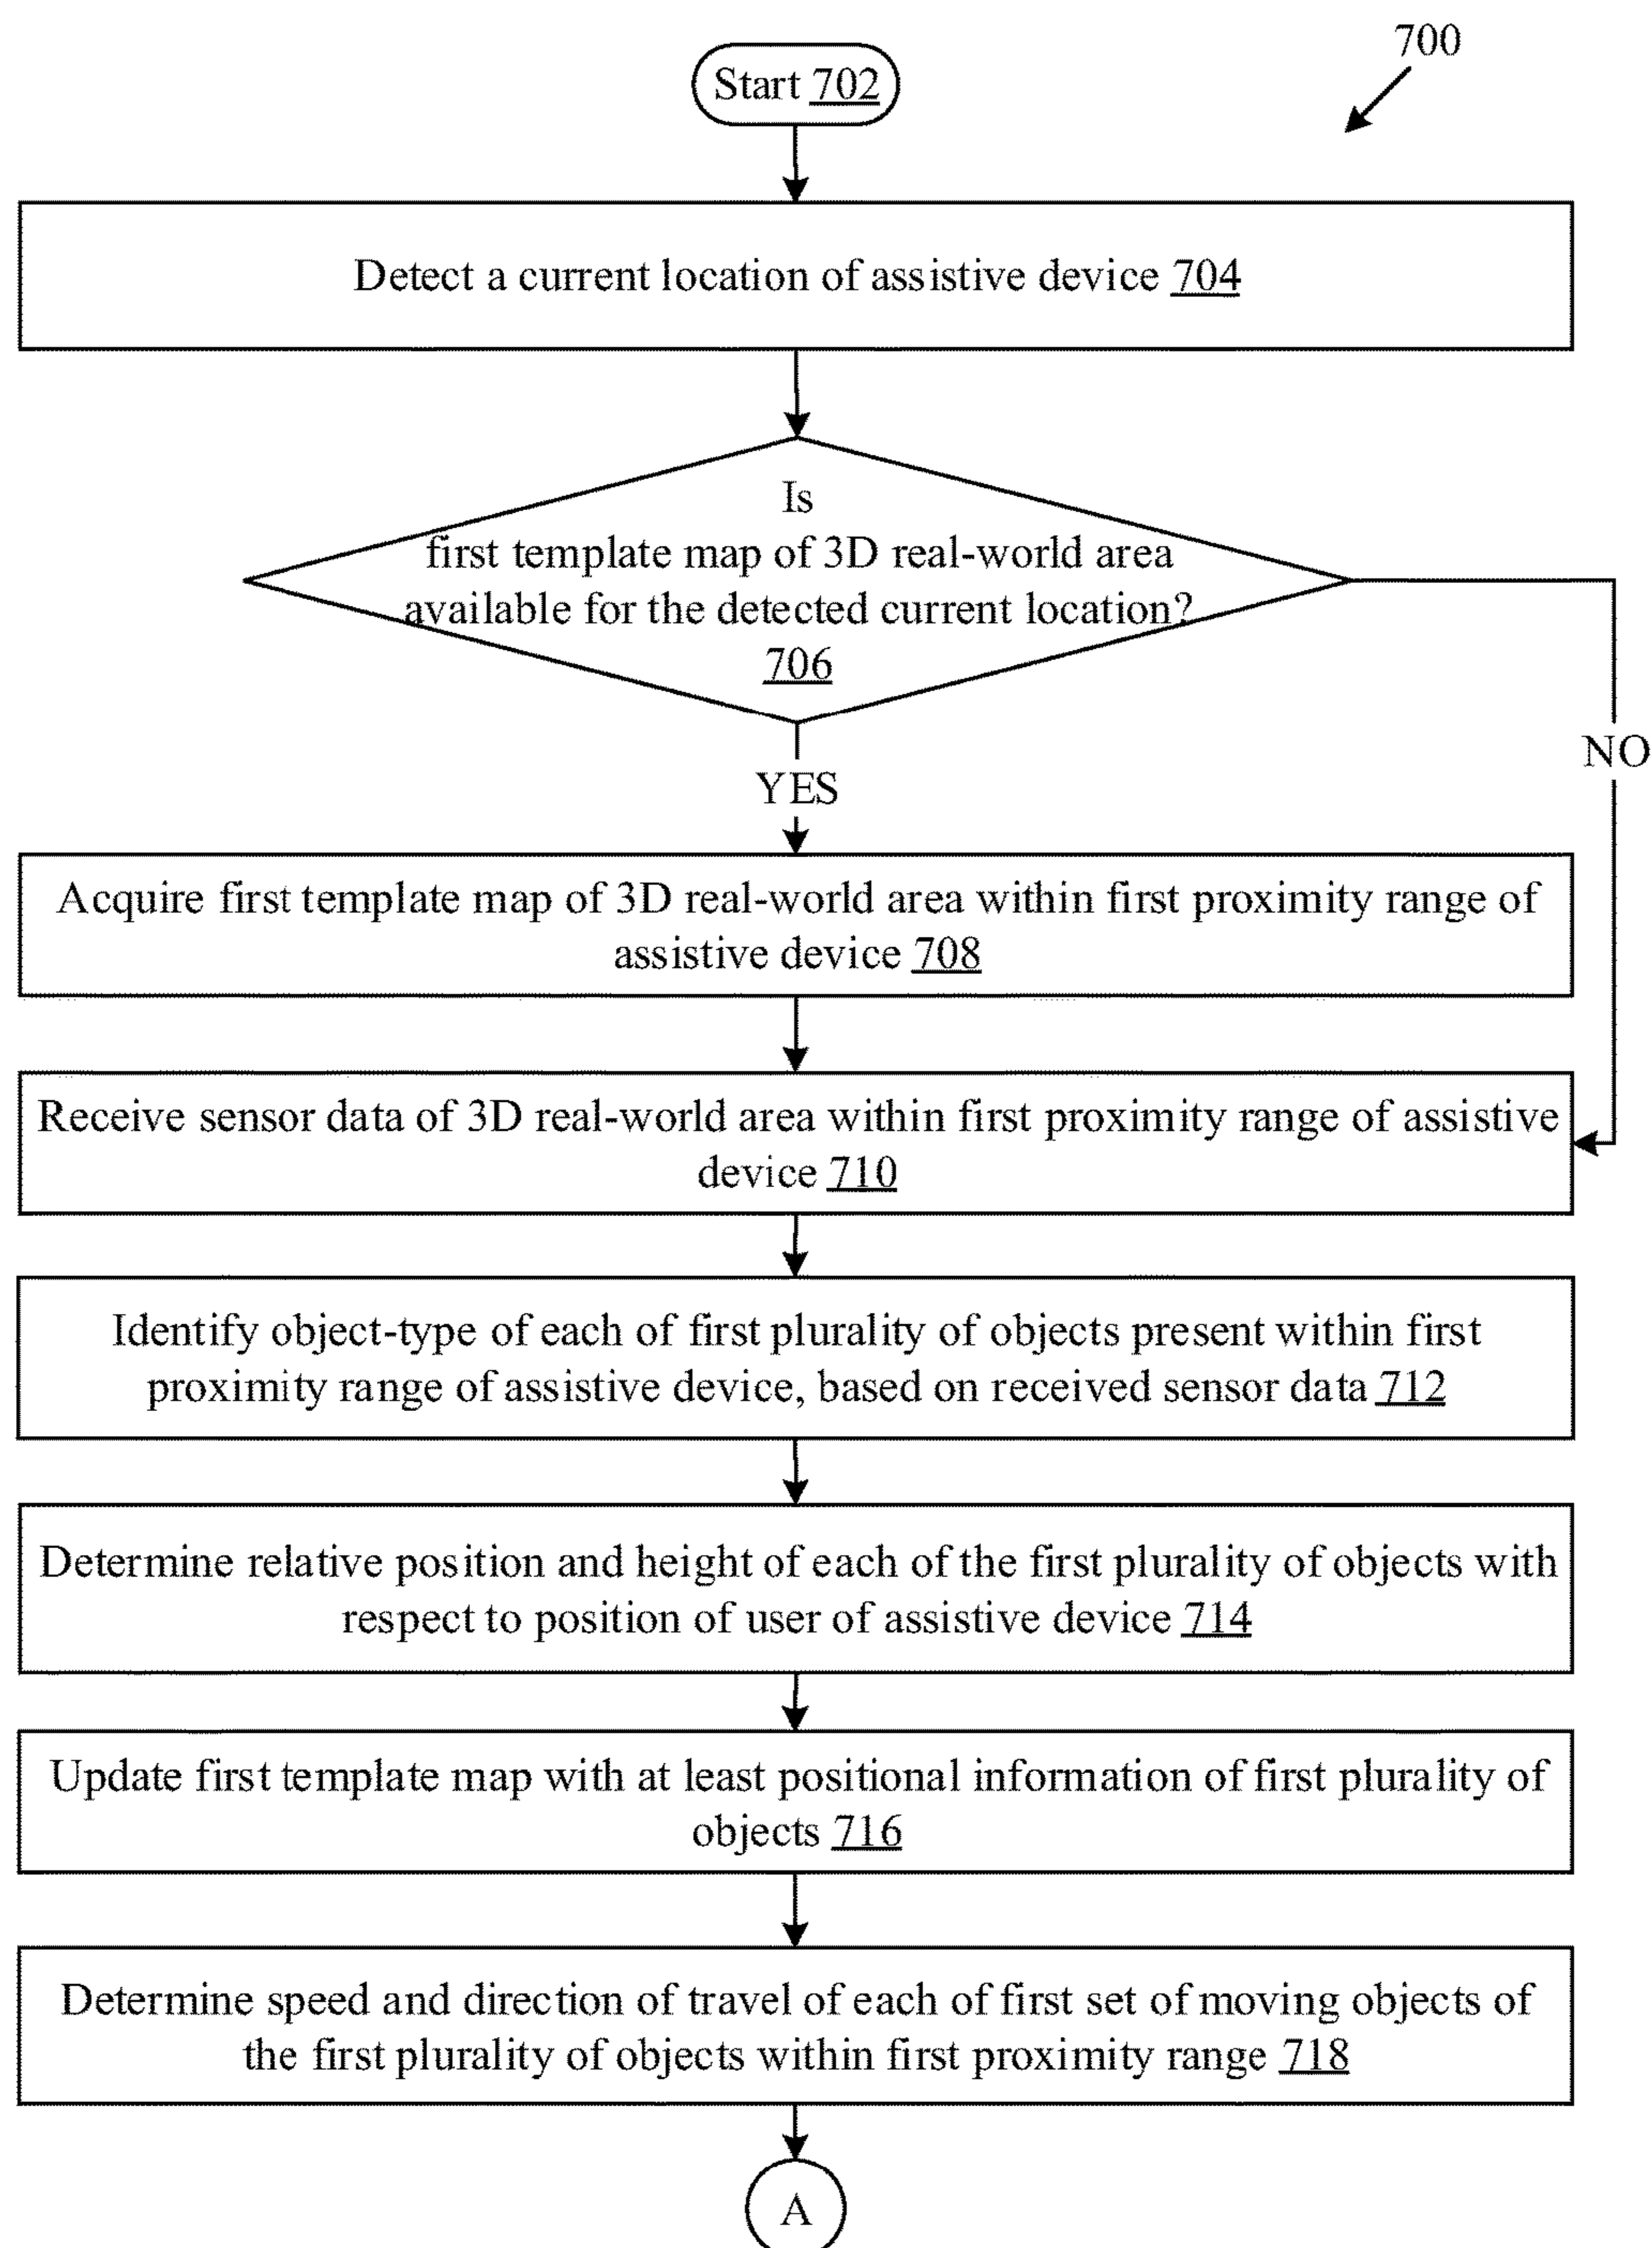 700
Start 702
Detect a current location of assistive device 704
Is
first template map of 3D real-world area
available for the detected current location?
706
NO
YES
Acquire first template map of 3D real-world area within first proximity range of
assistive device 708
Receive sensor data of 3D real-world area within first proximity range of assistive
device 710
Identify object-type of each of first plurality of objects present within first
proximity range of assistive device, based on received sensor data 712
Determine relative position and height of each of the first plurality of objects with
respect to position of user of assistive device 714
Update first template map with at least positional information of first plurality of
objects 716
Determine speed and direction of travel of each of first set of moving objects of
the first plurality of objects within first proximity range 718
A